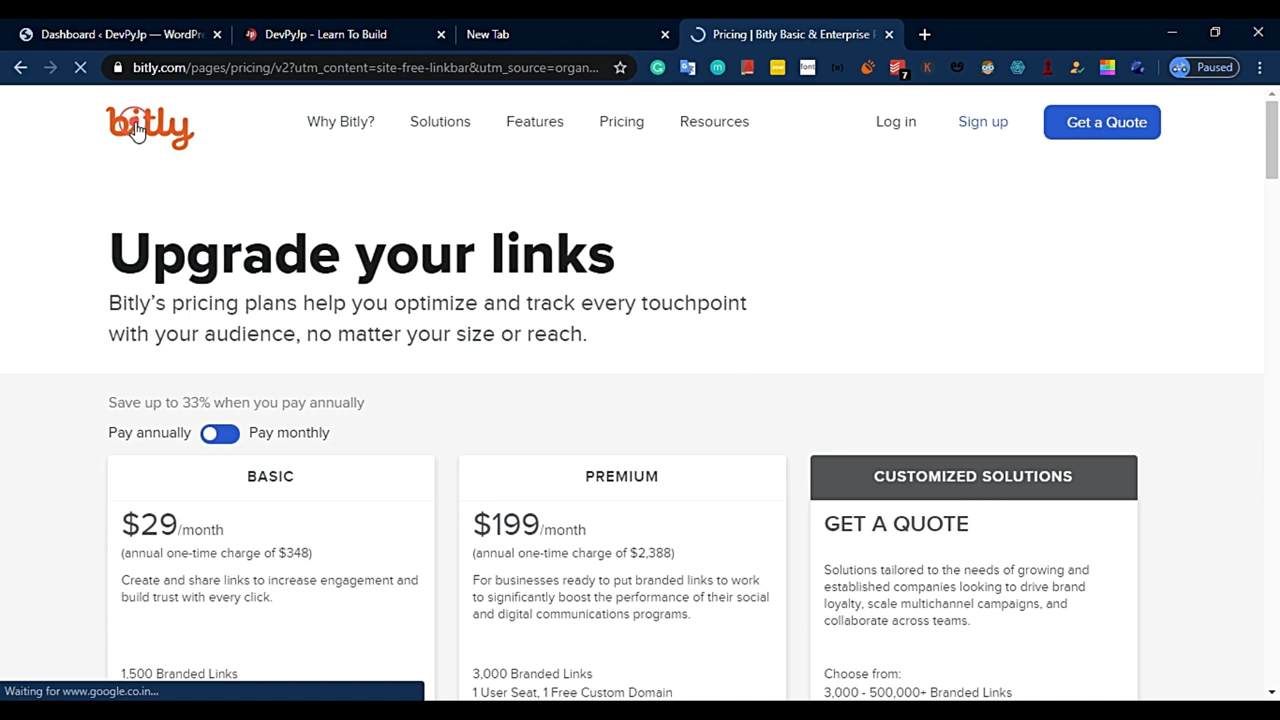 Dashboard ‹ DevPyJp — WordPr
DevPyJp - Learn To Build
New Tab
Pricing | Bitly Basic & Enterprise P
bitly.com/pages/pricing/v2?utm_content=site-free-linkbar&utm_source=organ...
7
Paused
bitly
Why Bitly?
Solutions
Features
Pricing
Resources
Log in
Sign up
Get a Quote
Upgrade your links
Bitly’s pricing plans help you optimize and track every touchpoint
with your audience, no matter your size or reach.
Save up to 33% when you pay annually
Pay annually
Pay monthly
BASIC
$29/month
(annual one-time charge of $348)
Create and share links to increase engagement and
build trust with every click.
1,500 Branded Links
PREMIUM
$199/month
(annual one-time charge of $2,388)
For businesses ready to put branded links to work
to significantly boost the performance of their social
and digital communications programs.
3,000 Branded Links
1 User Seat, 1 Free Custom Domain
CUSTOMIZED SOLUTIONS
GET A QUOTE
Solutions tailored to the needs of growing and
established companies looking to drive brand
loyalty, scale multichannel campaigns, and
collaborate across teams.
Choose from:
3,000 - 500,000+ Branded Links
Waiting for www.google.co.in...